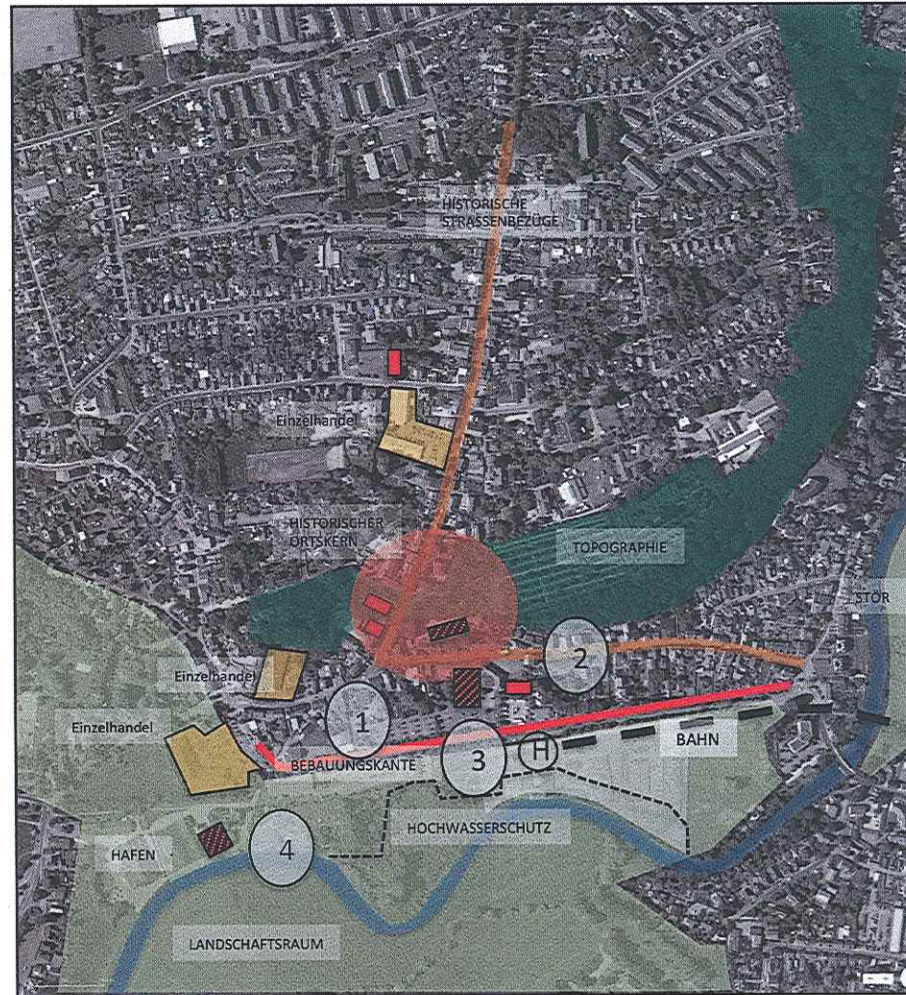 HISTORISCHE
STRASSENBEZÜGE
Einzelhandel
HISTORISCHER
ORTSKERN
TOPOGRAPHIE
STÖR
2
Einzelhandel
1
Einzelhandel
BEBAUUNGSKANTE
3
H
BAHN
HOCHWASSERSCHUTZ
HAFEN
4
LANDSCHAFTSRAUM